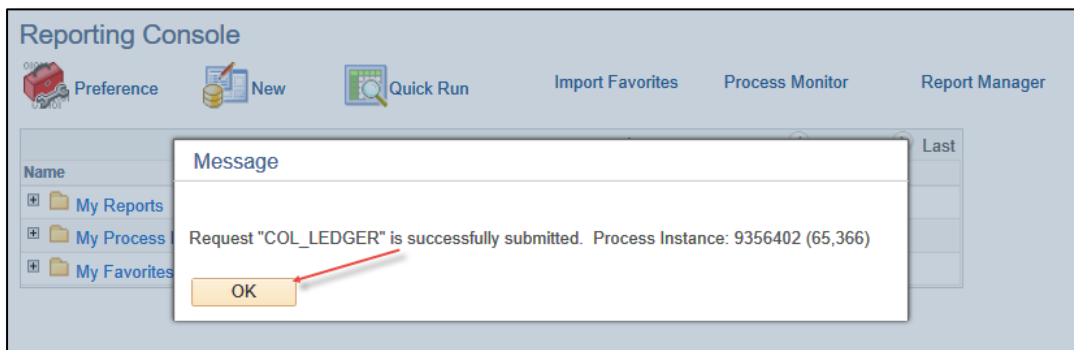 Reporting Console
Preference New Quick Run Import Favorites Process Monitor Report Manager
Last
Name
My Reports
My Process
My Favorites
Message
Request "COL_LEDGER" is successfully submitted. Process Instance: 9356402 (65,366)
OK